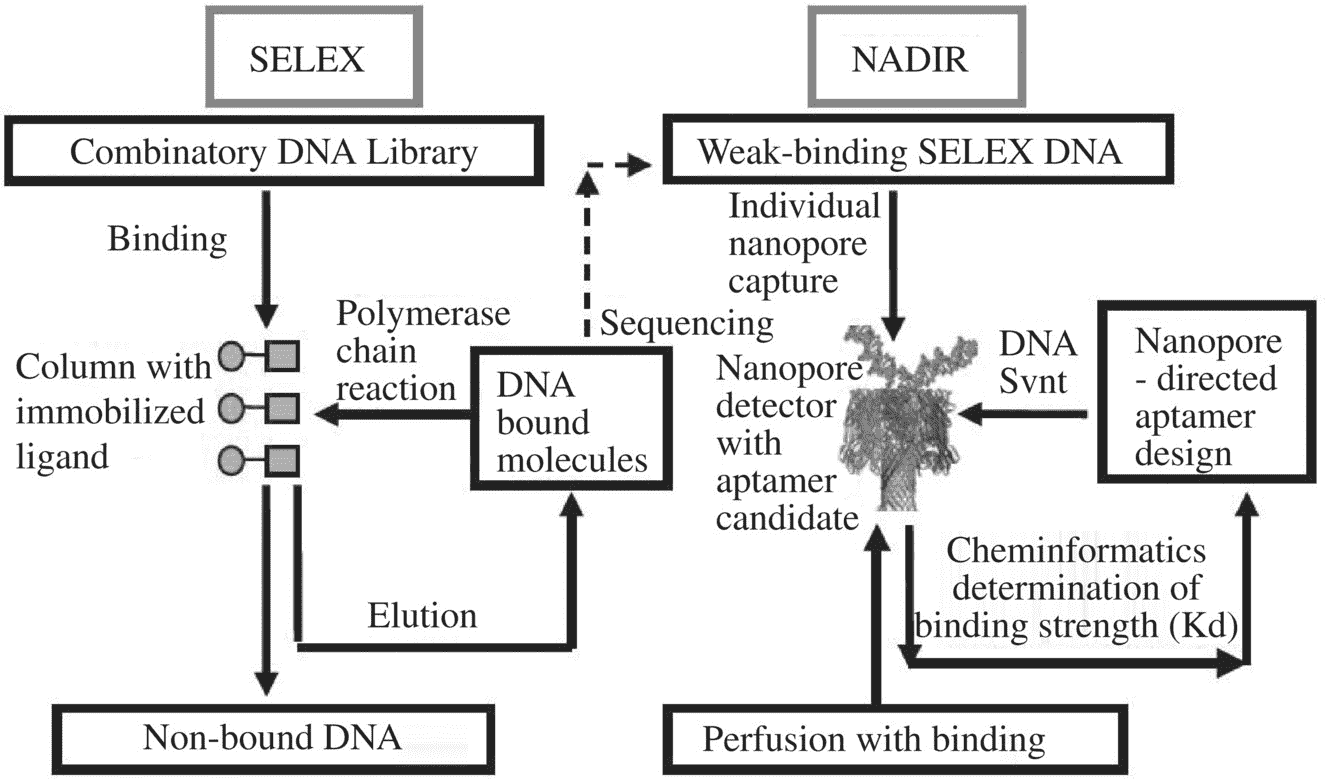 SELEX
Combinatory DNA Library
Binding
Column with
immobilized
ligand
Polymerase
chain
reaction
DNA
bound
molecules
Sequencing
Elution
Non-bound DNA
NADIR
Weak-binding SELEX DNA
Individual
nanopore
capture
Nanopore
detector
with
aptamer
candidate
DNA
Svnt
Nanopore
- directed
aptamer
design
Cheminformatics
determination of
binding strength (Kd)
Perfusion with binding